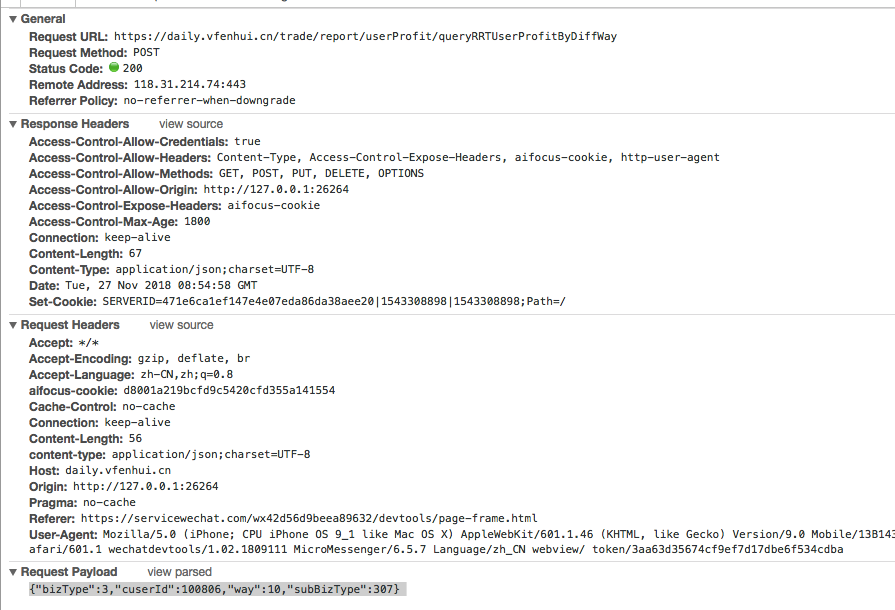 General
Request URL: https://daily.vfenhui.cn/trade/report/userProfit/queryRRTUserProfitByDiffWay
Request Method: POST
Status Code: 200
Remote Address: 118.31.214.74:443
Referrer Policy: no-referrer-when-downgrade
Response Headers view source
Access-Control-Allow-Credentials: true
Access-Control-Allow-Headers: Content-Type, Access-Control-Expose-Headers, aifocus-cookie, http-user-agent
Access-Control-Allow-Methods: GET, POST, PUT, DELETE, OPTIONS
Access-Control-Allow-Origin: http://127.0.0.1:26264
Access-Control-Expose-Headers: aifocus-cookie
Access-Control-Max-Age: 1800
Connection: keep-alive
Content-Length: 67
Content-Type: application/json;charset=UTF-8
Date: Tue, 27 Nov 2018 08:54:58 GMT
Set-Cookie: SERVERID=471e6ca1ef147e4e07eda86da38aee20|1543308898|1543308898;Path=/
Request Headers view source
Accept: */*
Accept-Encoding: gzip, deflate, br
Accept-Language: zh-CN,zh;q=0.8
aifocus-cookie: d8001a219bcfd9c5420cfd355a141554
Cache-Control: no-cache
Connection: keep-alive
Content-Length: 56
content-type: application/json;charset=UTF-8
Host: daily.vfenhui.cn
Origin: http://127.0.0.1:26264
Pragma: no-cache
Referer: https://servicewechat.com/wx42d56d9beea89632/devtools/page-frame.html
User-Agent: Mozilla/5.0 (iPhone; CPU iPhone OS 9_1 like Mac OS X) AppleWebKit/601.1.46 (KHTML, like Gecko) Version/9.0 Mobile/13B143
afari/601.1 wechatdevtools/1.02.1809111 MicroMessenger/6.5.7 Language/zh_CN webview/ token/3aa63d35674cf9ef7d17dbe6f534cdba
Request Payload view parsed
{"bizType":3,"cuserId":100806,"way":10,"subBizType":307}